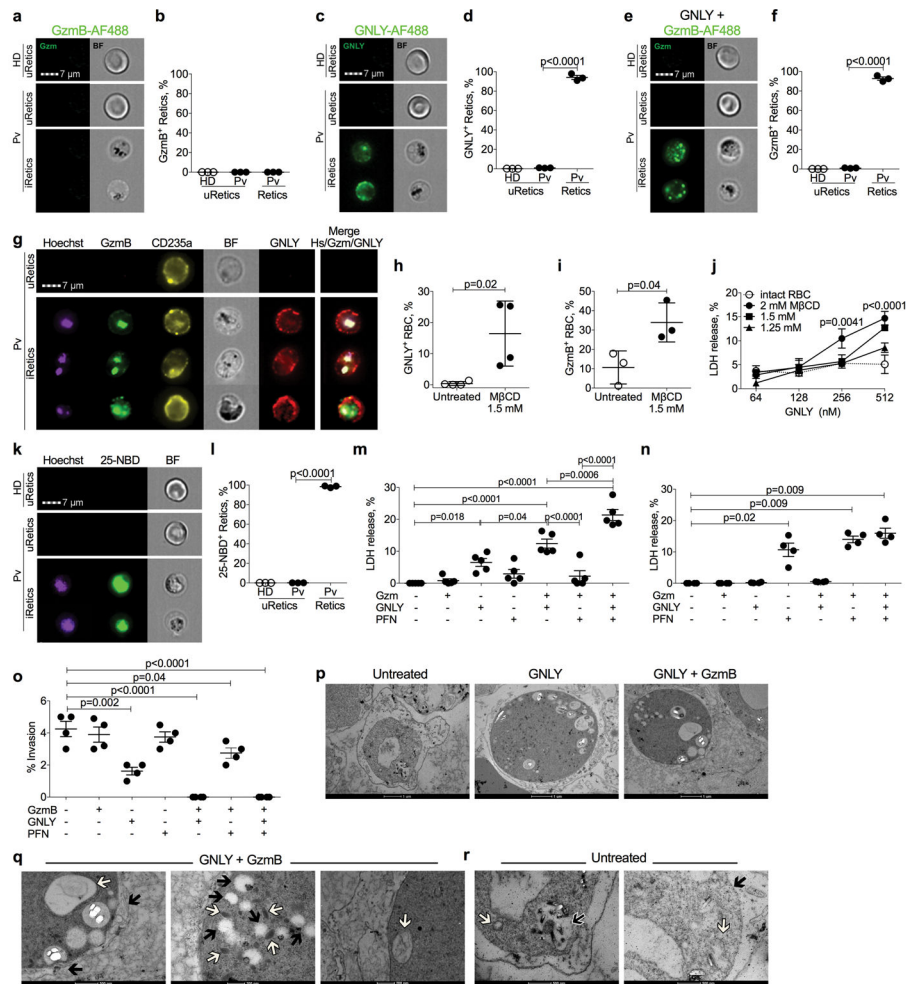 a
GzmB-AF488
Gzm
BF
7 µm
HD
uRetics
uRetics
Pv
iRetics
b
GzmB+ Retics, %
100
80
60
40
20
0
HD Pv Pv
uRetics Retics
c
GNLY-AF488
GNLY
BF
7 µm
HD
uRetics
uRetics
Pv
iRetics
d
p<0.0001
GNLY+ Retics, %
100
80
60
40
20
0
HD Pv Pv
uRetics Retics
e
GNLY +
GzmB-AF488
Gzm
BF
7 µm
HD
uRetics
uRetics
Pv
iRetics
f
p<0.0001
GzmB+ Retics, %
100
80
60
40
20
0
HD Pv Pv
uRetics Retics
g
Hoechst GzmB CD235a BF GNLY Merge
Hs/Gzm/GNLY
7 µm
uRetics
Pv
iRetics
h
p=0.02
GNLY+ RBC, %
30
20
10
0
Untreated MβCD
1.5 mM
i
p=0.04
GzmB+ RBC, %
80
60
40
20
0
Untreated MβCD
1.5 mM
j
intact RBC
2 mM MβCD
1.5 mM
1.25 mM
p<0.0001
p=0.0041
LDH release, %
20
15
10
5
0
64 128 256 512
GNLY (nM)
k
Hoechst 25-NBD BF
7 µm
HD
uRetics
uRetics
Pv
iRetics
l
p<0.0001
25-NBD+ Retics, %
100
80
60
40
20
0
HD Pv Pv
uRetics Retics
m
p<0.0001
p=0.0006
p<0.0001
p<0.0001
p=0.018
p=0.04
p<0.0001
LDH release, %
40
30
20
10
0
Gzm - + - - + + +
GNLY - - + - + - +
PFN - - - + - + +
n
p=0.009
p=0.009
p=0.02
LDH release, %
40
30
20
10
0
Gzm - + - - + + +
GNLY - - + - + - +
PFN - - - + - + +
o
p<0.0001
p=0.04
p<0.0001
p=0.002
% Invasion
6
4
2
0
GzmB - + - - + + +
GNLY - - + - + - +
PFN - - - + - + +
p
Untreated GNLY GNLY + GzmB
q
GNLY + GzmB
r
Untreated